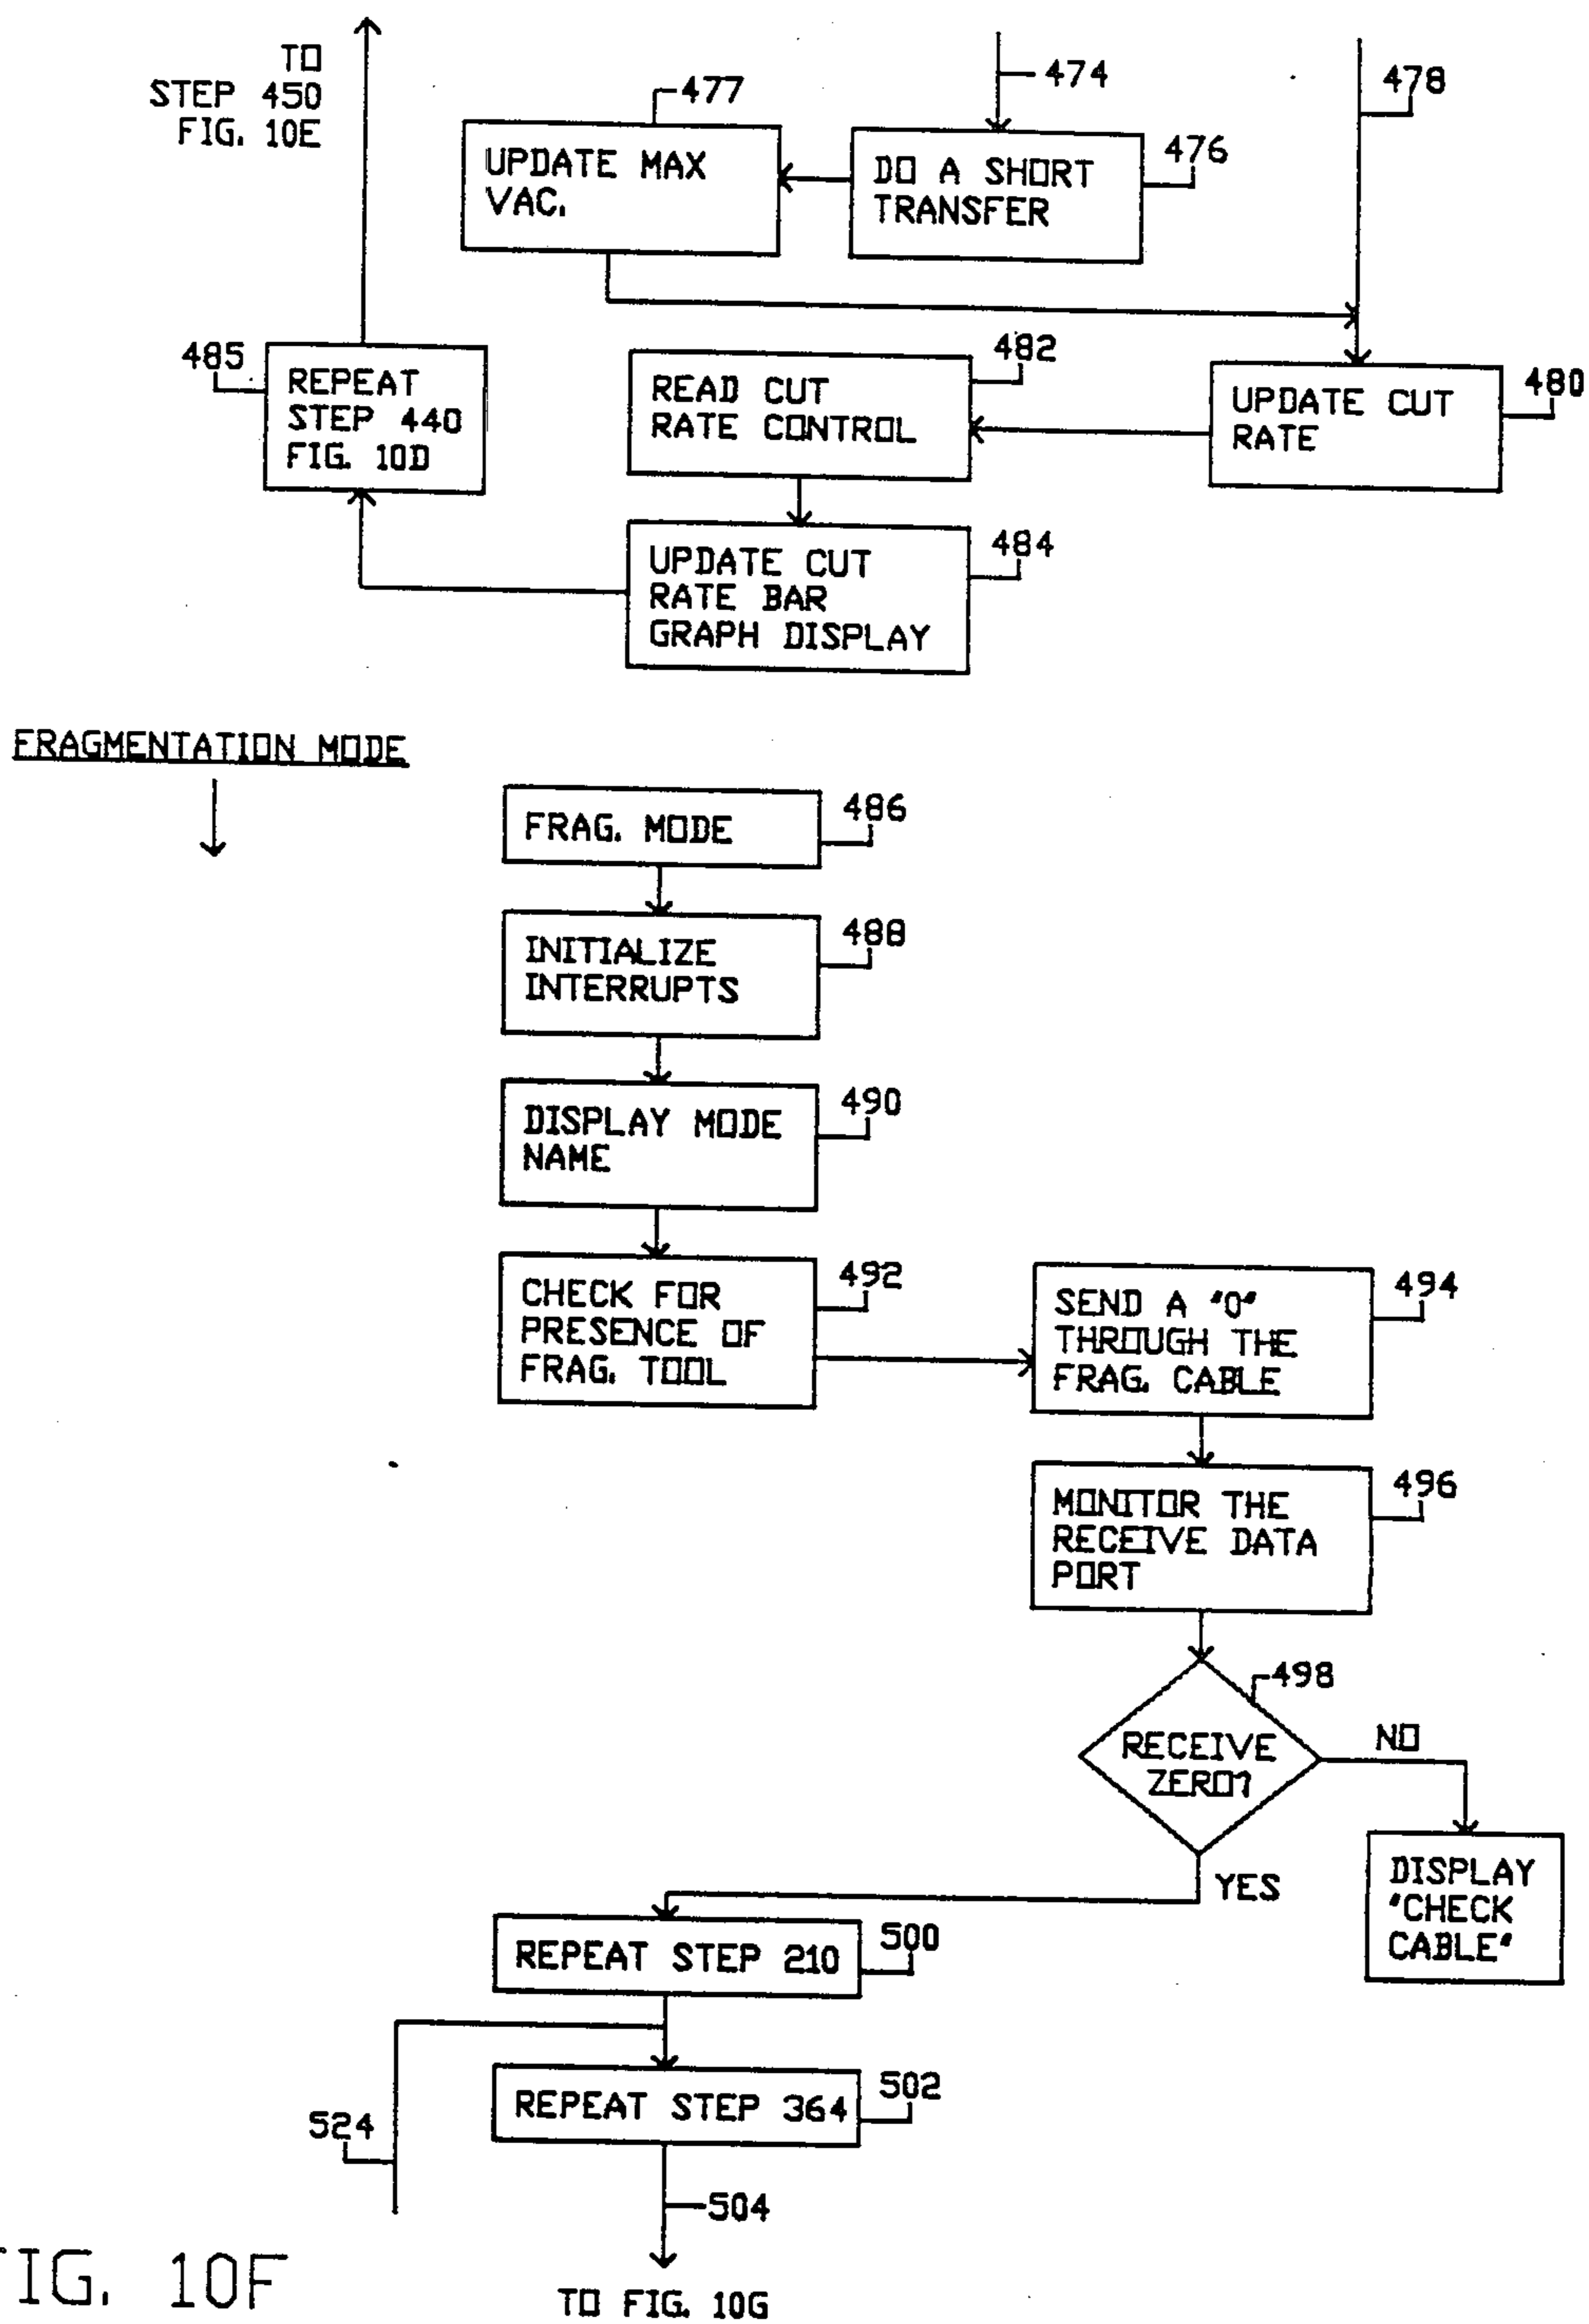 TO
STEP 450
FIG. 10E
477
474
478
UPDATE MAX
VAC.
DO A SHORT
TRANSFER
476
485
REPEAT
STEP 440
FIG. 10D
READ CUT
RATE CONTROL
482
UPDATE CUT
RATE
480
UPDATE CUT
RATE BAR
GRAPH DISPLAY
484
FRAGMENTATION MODE
FRAG. MODE
486
INITIALIZE
INTERRUPTS
488
DISPLAY MODE
NAME
490
CHECK FOR
PRESENCE OF
FRAG. TOOL
492
SEND A "0"
THROUGH THE
FRAG. CABLE
494
MONITOR THE
RECEIVE DATA
PORT
496
498
RECEIVE
ZERO?
NO
YES
DISPLAY
"CHECK
CABLE"
REPEAT STEP 210
500
REPEAT STEP 364
502
524
504
TO FIG. 10G
FIG. 10F